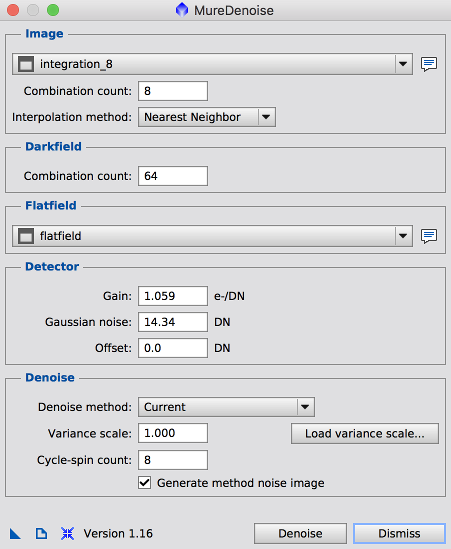 MureDenoise
Image
integration_8
Combination count: 8
Interpolation method: Nearest Neighbor
Darkfield
Combination count: 64
Flatfield
flatfield
Detector
Gain: 1.059 e-/DN
Gaussian noise: 14.34 DN
Offset: 0.0 DN
Denoise
Denoise method: Current
Variance scale: 1.000 Load variance scale...
Cycle-spin count: 8
Generate method noise image
Version 1.16 Denoise Dismiss